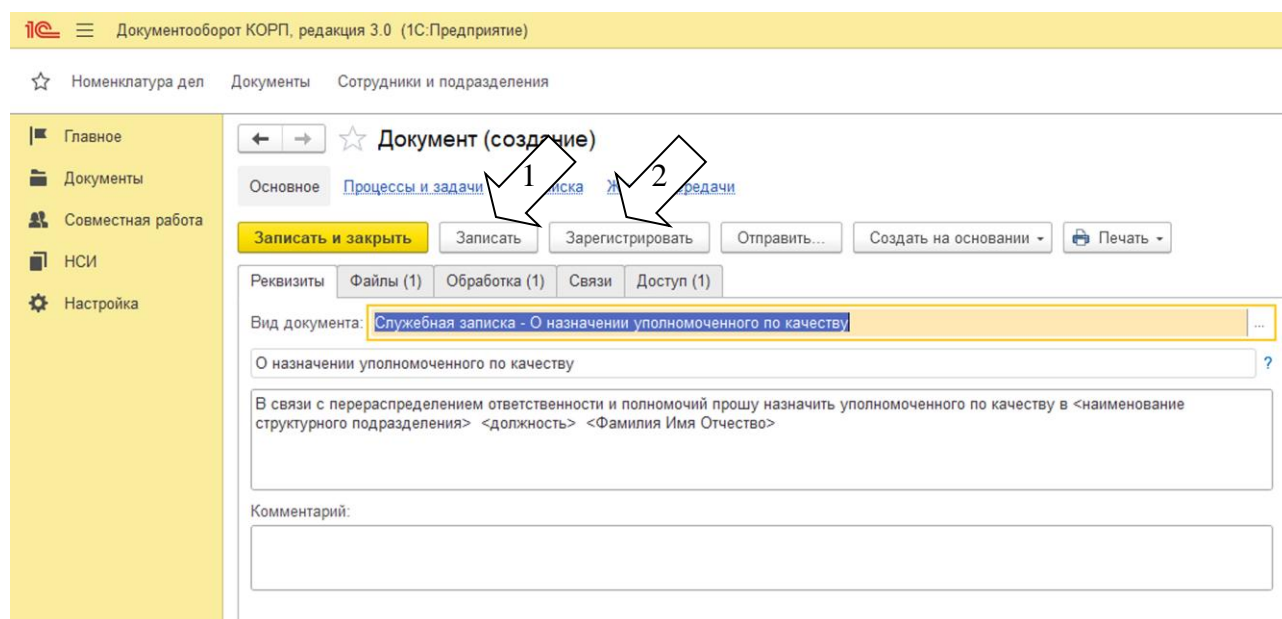 1С Документооборот КОРП, редакция 3.0 (1С:Предприятие)
Номенклатура дел Документы Сотрудники и подразделения
Главное
Документы
Совместная работа
НСИ
Настройка
Документ (создание)
1 2
Основное Процессы и задачи
Записать и закрыть Записать Зарегистрировать Отправить... Создать на основании Печать
Реквизиты Файлы (1) Обработка (1) Связи Доступ (1)
Вид документа: Служебная записка - О назначении уполномоченного по качеству ...
О назначении уполномоченного по качеству ?
В связи с перераспределением ответственности и полномочий прошу назначить уполномоченного по качеству в <наименование
структурного подразделения> <должность> <Фамилия Имя Отчество>
Комментарий: